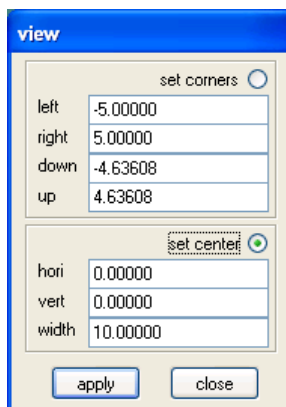 view
set corners
left -5.00000
right 5.00000
down -4.63608
up 4.63608
set center
hori 0.00000
vert 0.00000
width 10.00000
apply close